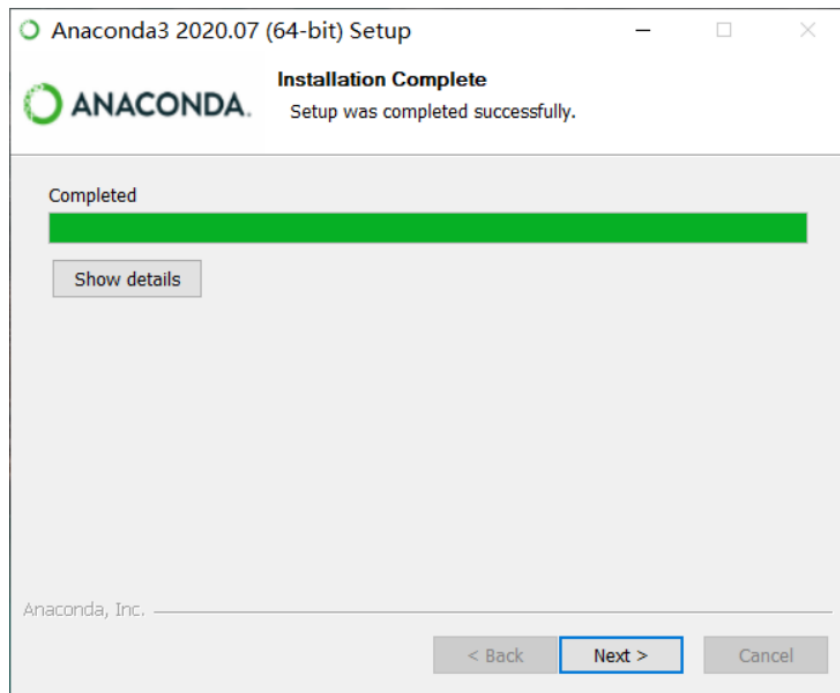 Anaconda3 2020.07 (64-bit) Setup
ANACONDA.
Installation Complete
Setup was completed successfully.
Completed
Show details
Anaconda, Inc.
< Back
Next >
Cancel